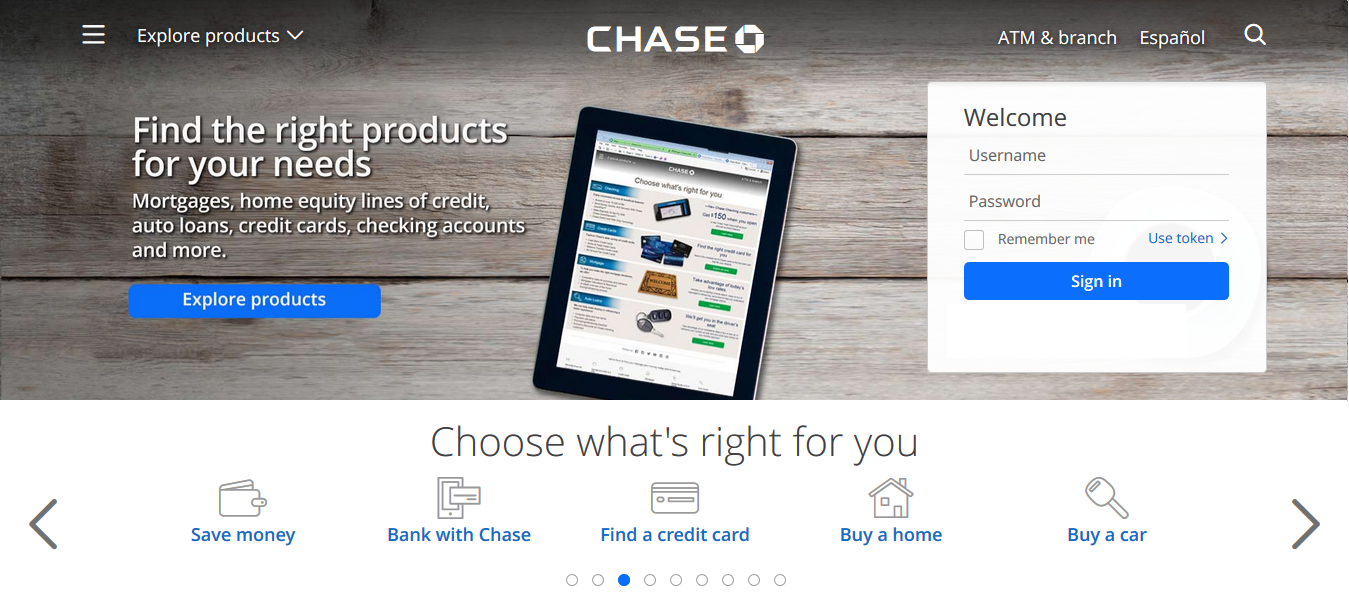 Explore products
CHASE
ATM & branch
Español
Find the right products
for your needs
Mortgages, home equity lines of credit,
auto loans, credit cards, checking accounts
and more.
Explore products
CHASE
Choose what's right for you
Checking
Get $150 when you open
Credit Cards
Find the right credit card for
you
Mortgage
WELCOME
Take advantage of today's
low rates.
Auto Loans
We'll get you in the driver's
seat
Welcome
Username
Password
Remember me
Use token
Sign in
Choose what's right for you
Save money
Bank with Chase
Find a credit card
Buy a home
Buy a car